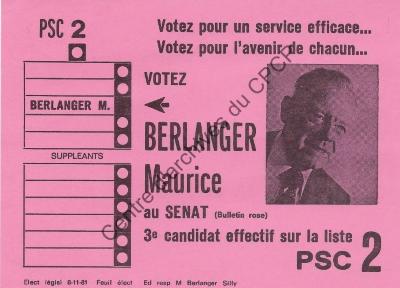 PSC 2
Votez pour un service efficace...
Votez pour l'avenir de chacun...
VOTEZ
BERLANGER M.
BERLANGER
Maurice
SUPPLEANTS
au SENAT (Bulletin rose)
3e candidat effectif sur la liste
PSC 2
Elect législ 8-11-81 Feuil élect Ed resp M Berlanger Silly
Centre d'archives du CPCP